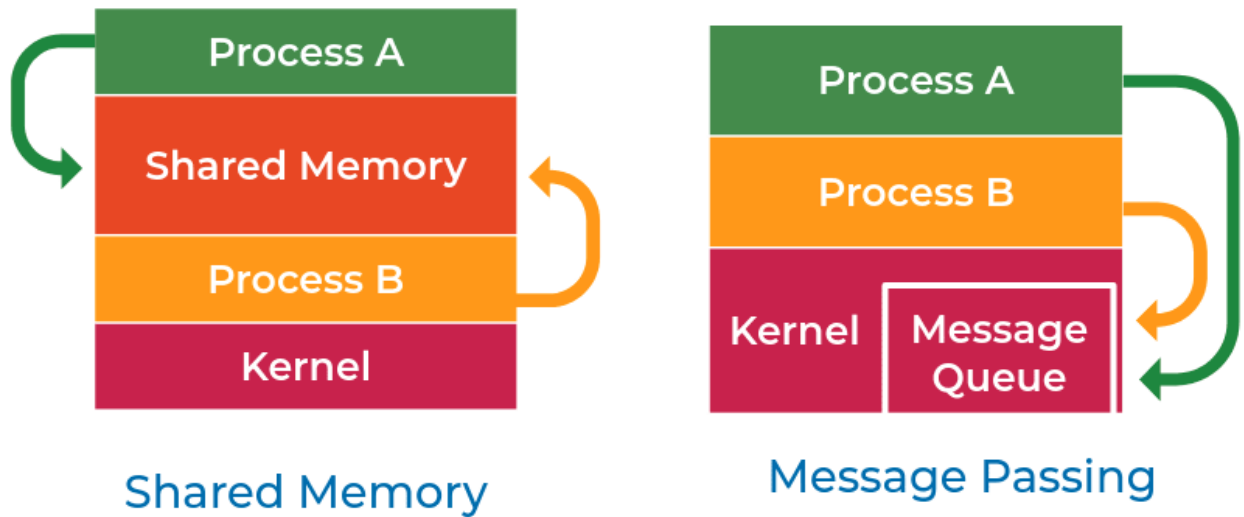 Process A
Shared Memory
Process B
Kernel
Shared Memory
Process A
Process B
Kernel
Message
Queue
Message Passing